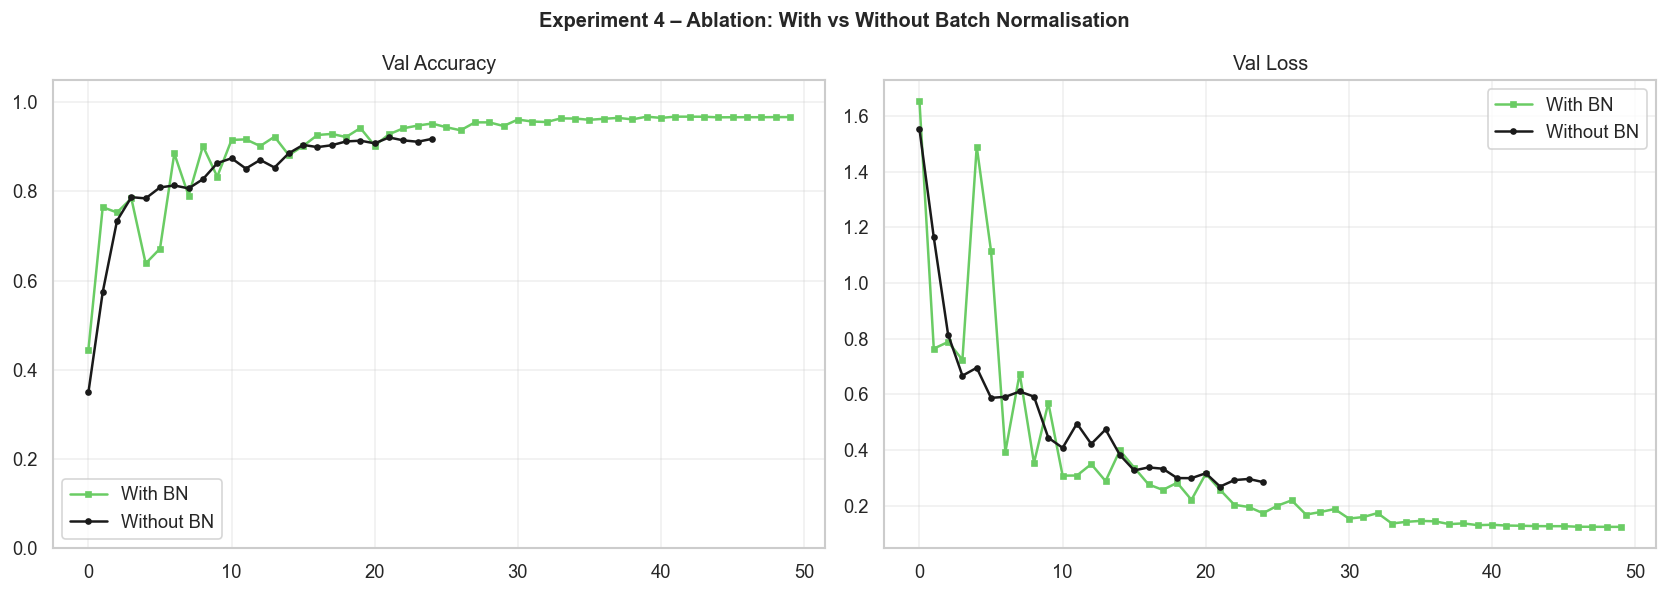 Experiment 4 – Ablation: With vs Without Batch Normalisation
Val Accuracy
1.0
0.8
0.6
0.4
0.2
0.0
0 10 20 30 40 50
With BN
Without BN
Val Loss
1.6
1.4
1.2
1.0
0.8
0.6
0.4
0.2
0 10 20 30 40 50
With BN
Without BN